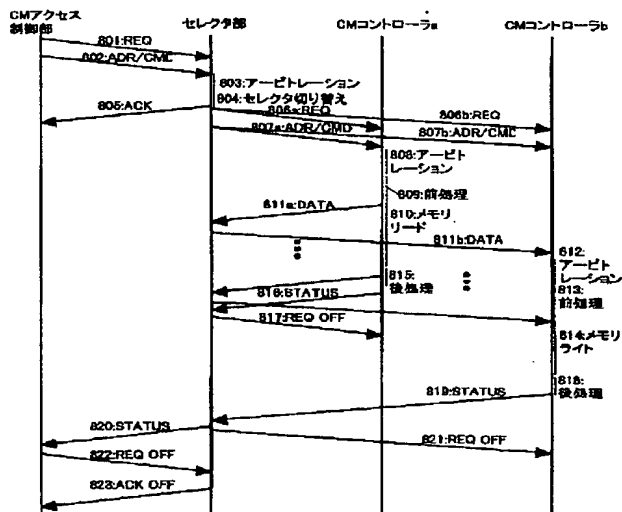 CMアクセス
制御部
セレクタ部
CMコントローラa
CMコントローラb
801:REQ
802:ADR/CMD
803:アービトレーション
804:セレクタ切り替え
805:ACK
806a:REQ
806b:REQ
807a:ADR/CMD
807b:ADR/CMD
808:アービト
レーション
809:前処理
811a:DATA
810:メモリ
リード
811b:DATA
812:
アービト
レーション
815:
後処理
813:
前処理
816:STATUS
817:REQ OFF
814:メモリ
ライト
818:
後処理
819:STATUS
820:STATUS
821:REQ OFF
822:REQ OFF
823:ACK OFF